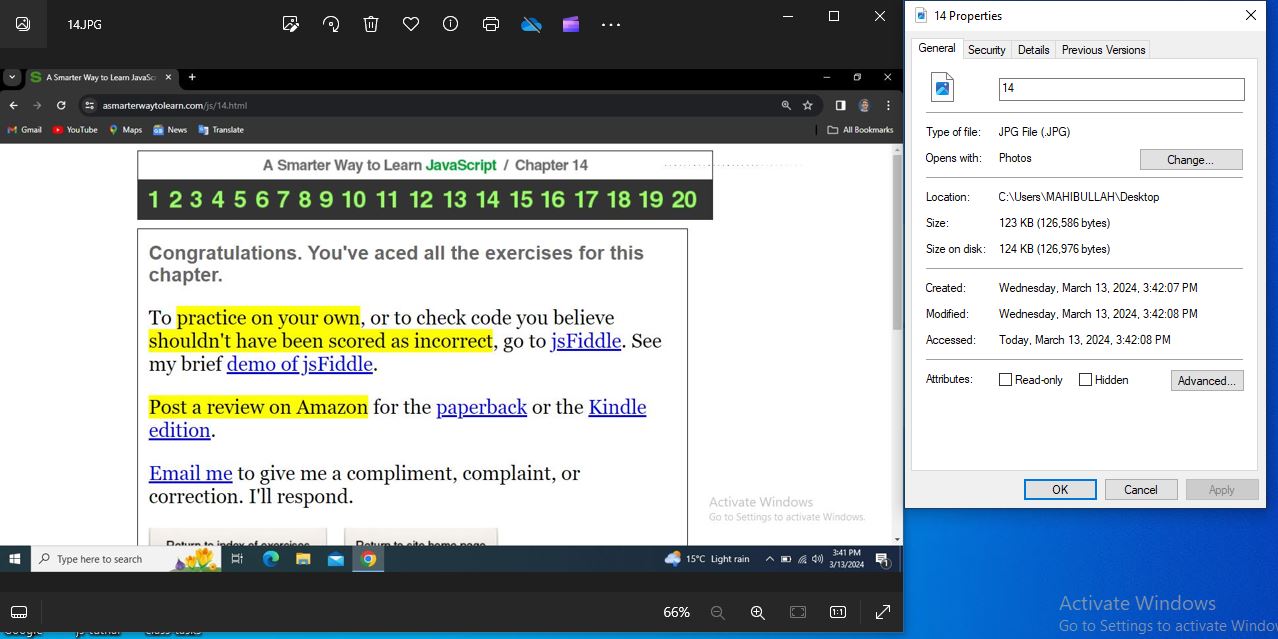 14.JPG
A Smarter Way to Learn JavaSc
asmarterwaytolearn.com/js/14.html
Gmail YouTube Maps News Translate All Bookmarks
A Smarter Way to Learn JavaScript / Chapter 14
1 2 3 4 5 6 7 8 9 10 11 12 13 14 15 16 17 18 19 20
Congratulations. You've aced all the exercises for this
chapter.
To practice on your own, or to check code you believe
shouldn't have been scored as incorrect, go to jsFiddle. See
my brief demo of jsFiddle.
Post a review on Amazon for the paperback or the Kindle
edition.
Email me to give me a compliment, complaint, or
correction. I'll respond.
Activate Windows
Go to Settings to activate Windows.
Return to index of exercises Return to site home page
Type here to search
15°C Light rain
3:41 PM
3/13/2024
1
66%
1:1
14 Properties
General Security Details Previous Versions
14
Type of file: JPG File (.JPG)
Opens with: Photos Change...
Location: C:\Users\MAHIBULLAH\Desktop
Size: 123 KB (126,586 bytes)
Size on disk: 124 KB (126,976 bytes)
Created: Wednesday, March 13, 2024, 3:42:07 PM
Modified: Wednesday, March 13, 2024, 3:42:08 PM
Accessed: Today, March 13, 2024, 3:42:08 PM
Attributes: Read-only Hidden Advanced...
OK Cancel Apply
Activate Windows
Go to Settings to activate Windo
Google